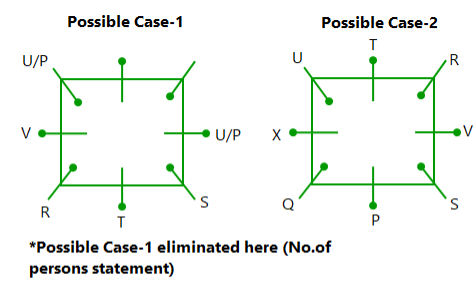 Possible Case-1
Possible Case-2
U/P
V
U/P
R
T
S
T
U
R
X
V
Q
P
S
*Possible Case-1 eliminated here (No.of
persons statement)